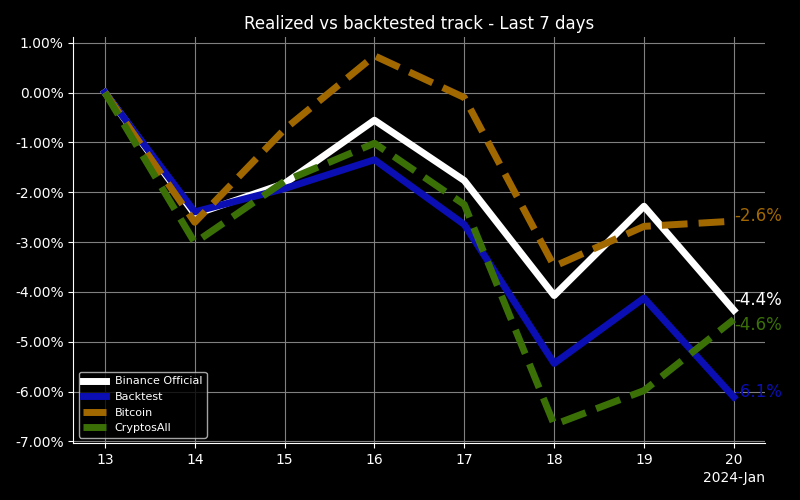 Realized vs backtested track - Last 7 days
1.00%
0.00%
-1.00%
-2.00%
-3.00%
-4.00%
-5.00%
-6.00%
-7.00%
-2.6%
-4.4%
-4.6%
-6.1%
Binance Official
Backtest
Bitcoin
CryptosAll
13 14 15 16 17 18 19 20
2024-Jan